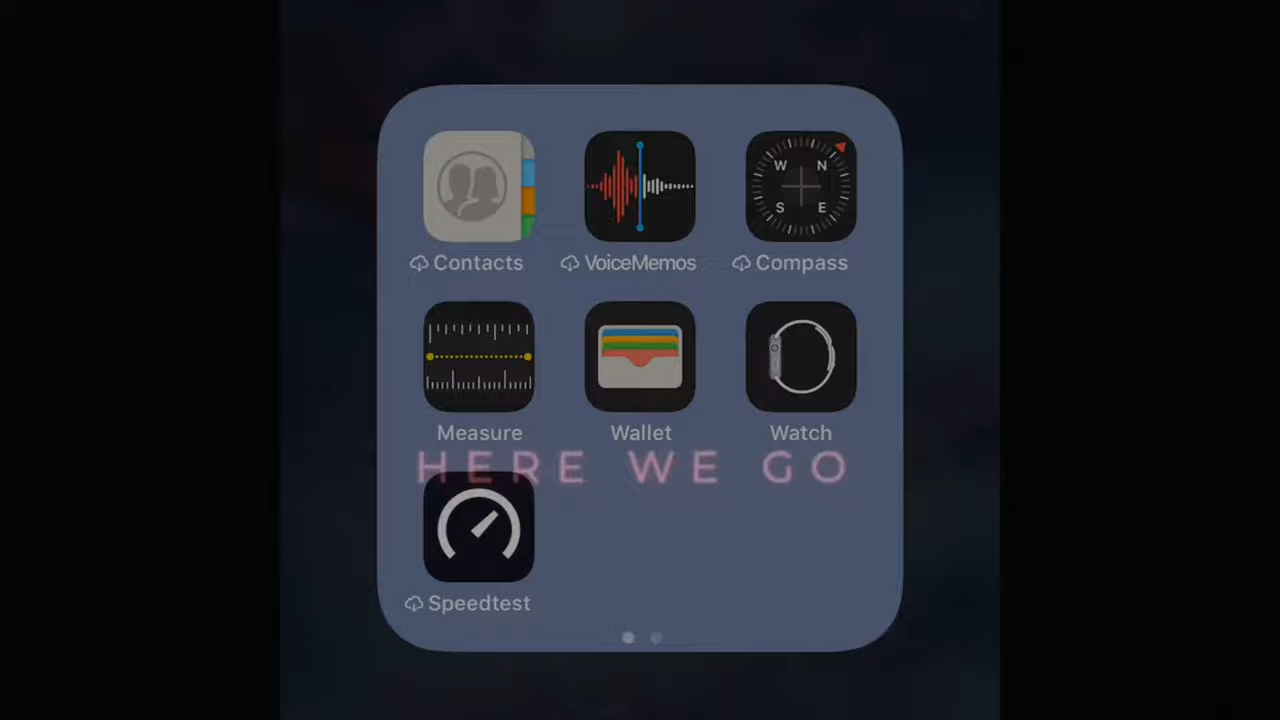 W N
S E
Contacts VoiceMemos Compass
Measure Wallet Watch
HERE WE GO
Speedtest